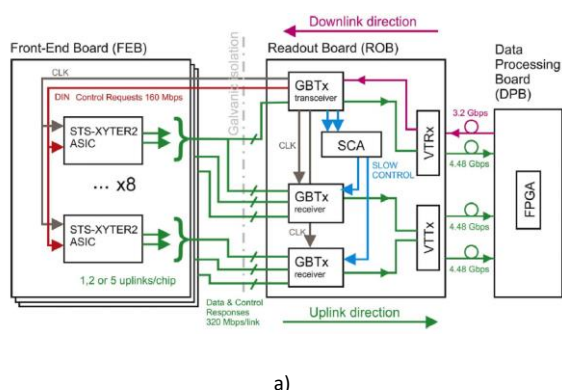 Downlink direction
Front-End Board (FEB)
Readout Board (ROB)
Data
Processing
Board
(DPB)
Galvanic isolation
CLK
DIN Control Requests 160 Mbps
GBTx
transceiver
STS-XYTER2
ASIC
... x8
STS-XYTER2
ASIC
1,2 or 5 uplinks/chip
CLK
SCA
SLOW
CONTROL
VTRx
3.2 Gbps
4.48 Gbps
GBTx
receiver
CLK
GBTx
receiver
VTTx
4.48 Gbps
4.48 Gbps
FPGA
Data & Control
Responses
320 Mbps/link
Uplink direction
a)